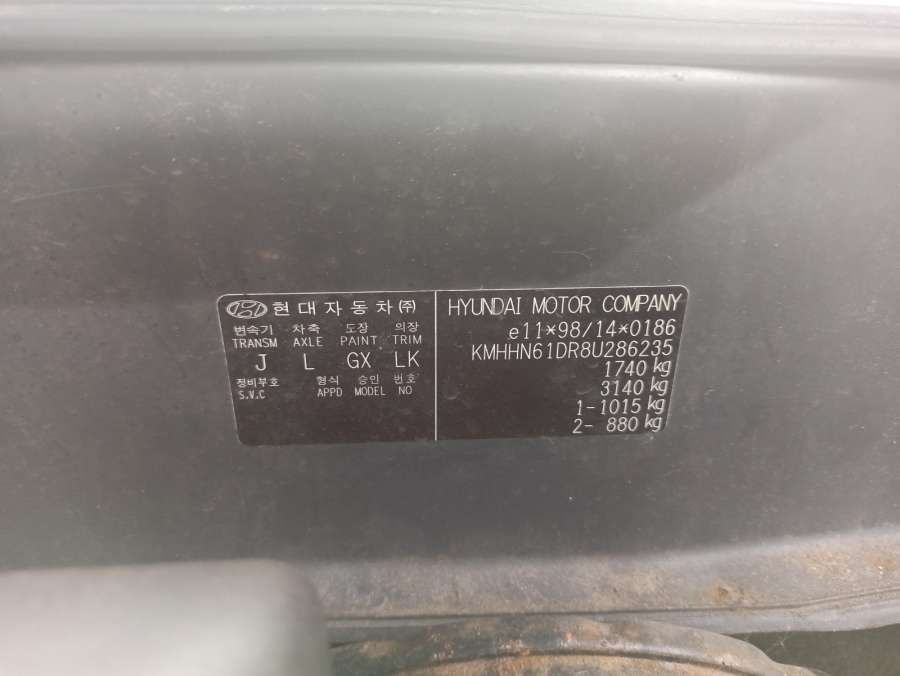 현대자동차㈜
변속기 차축 도장 의장
TRANSM AXLE PAINT TRIM
J L GX LK
정비부호 형식 승인 번호
S.V.C APPD MODEL NO
HYUNDAI MOTOR COMPANY
e11*98/14*0186
KMHHN61DR8U286235
1740 kg
3140 kg
1- 1015 kg
2- 880 kg